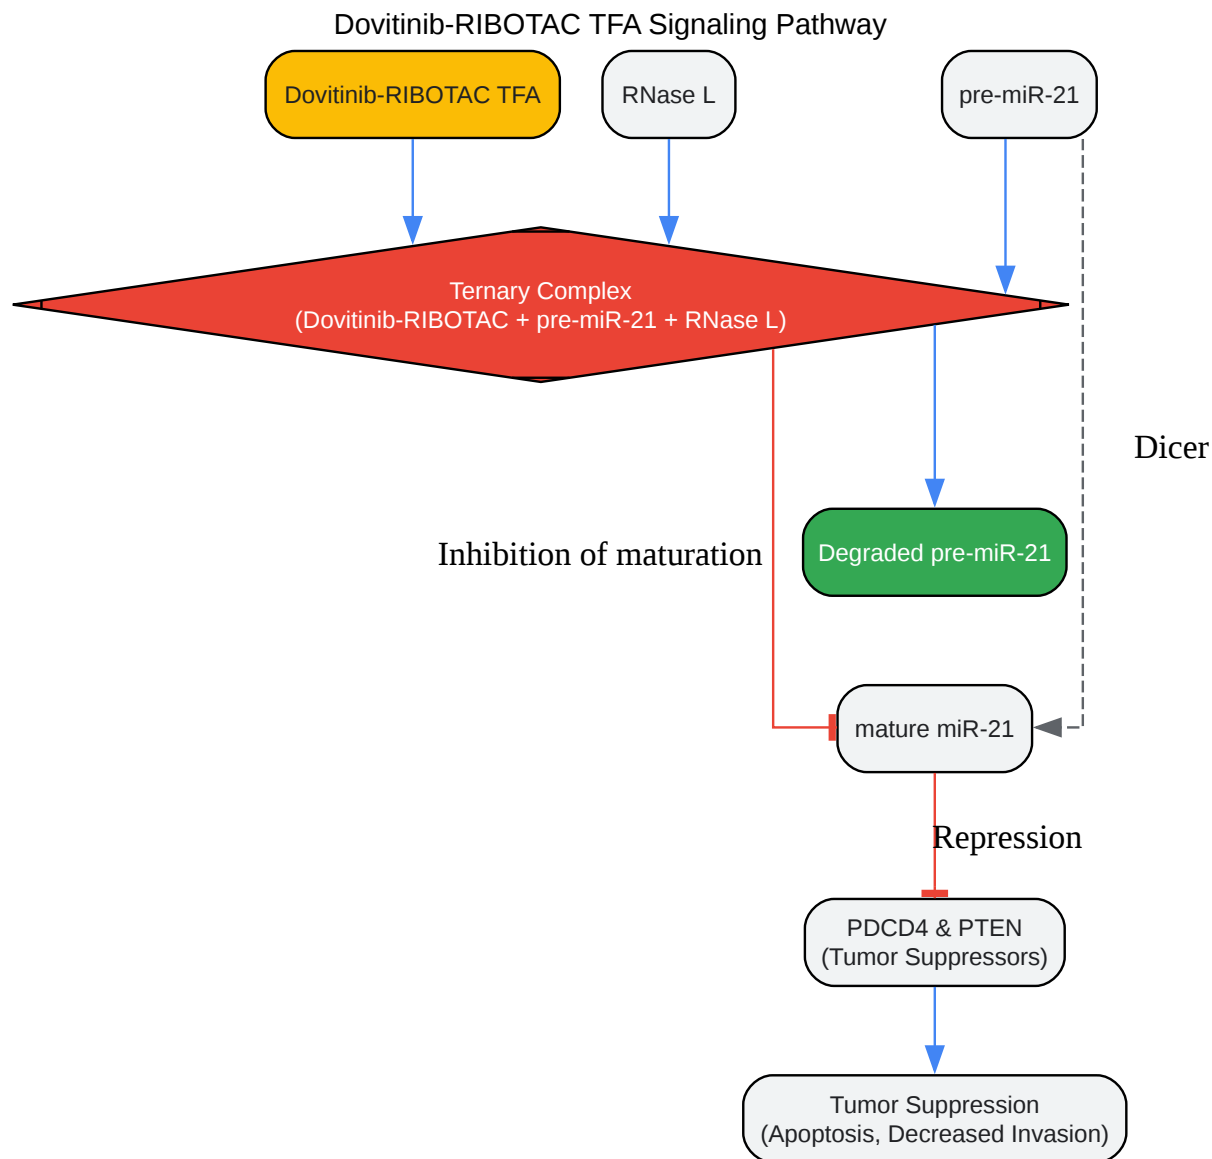 Dovitinib-RIBOTAC TFA Signaling Pathway
Dovitinib-RIBOTAC TFA
RNase L
pre-miR-21
Ternary Complex
(Dovitinib-RIBOTAC + pre-miR-21 + RNase L)
Dicer
Inhibition of maturation
Degraded pre-miR-21
mature miR-21
Repression
PDCD4 & PTEN
(Tumor Suppressors)
Tumor Suppression
(Apoptosis, Decreased Invasion)